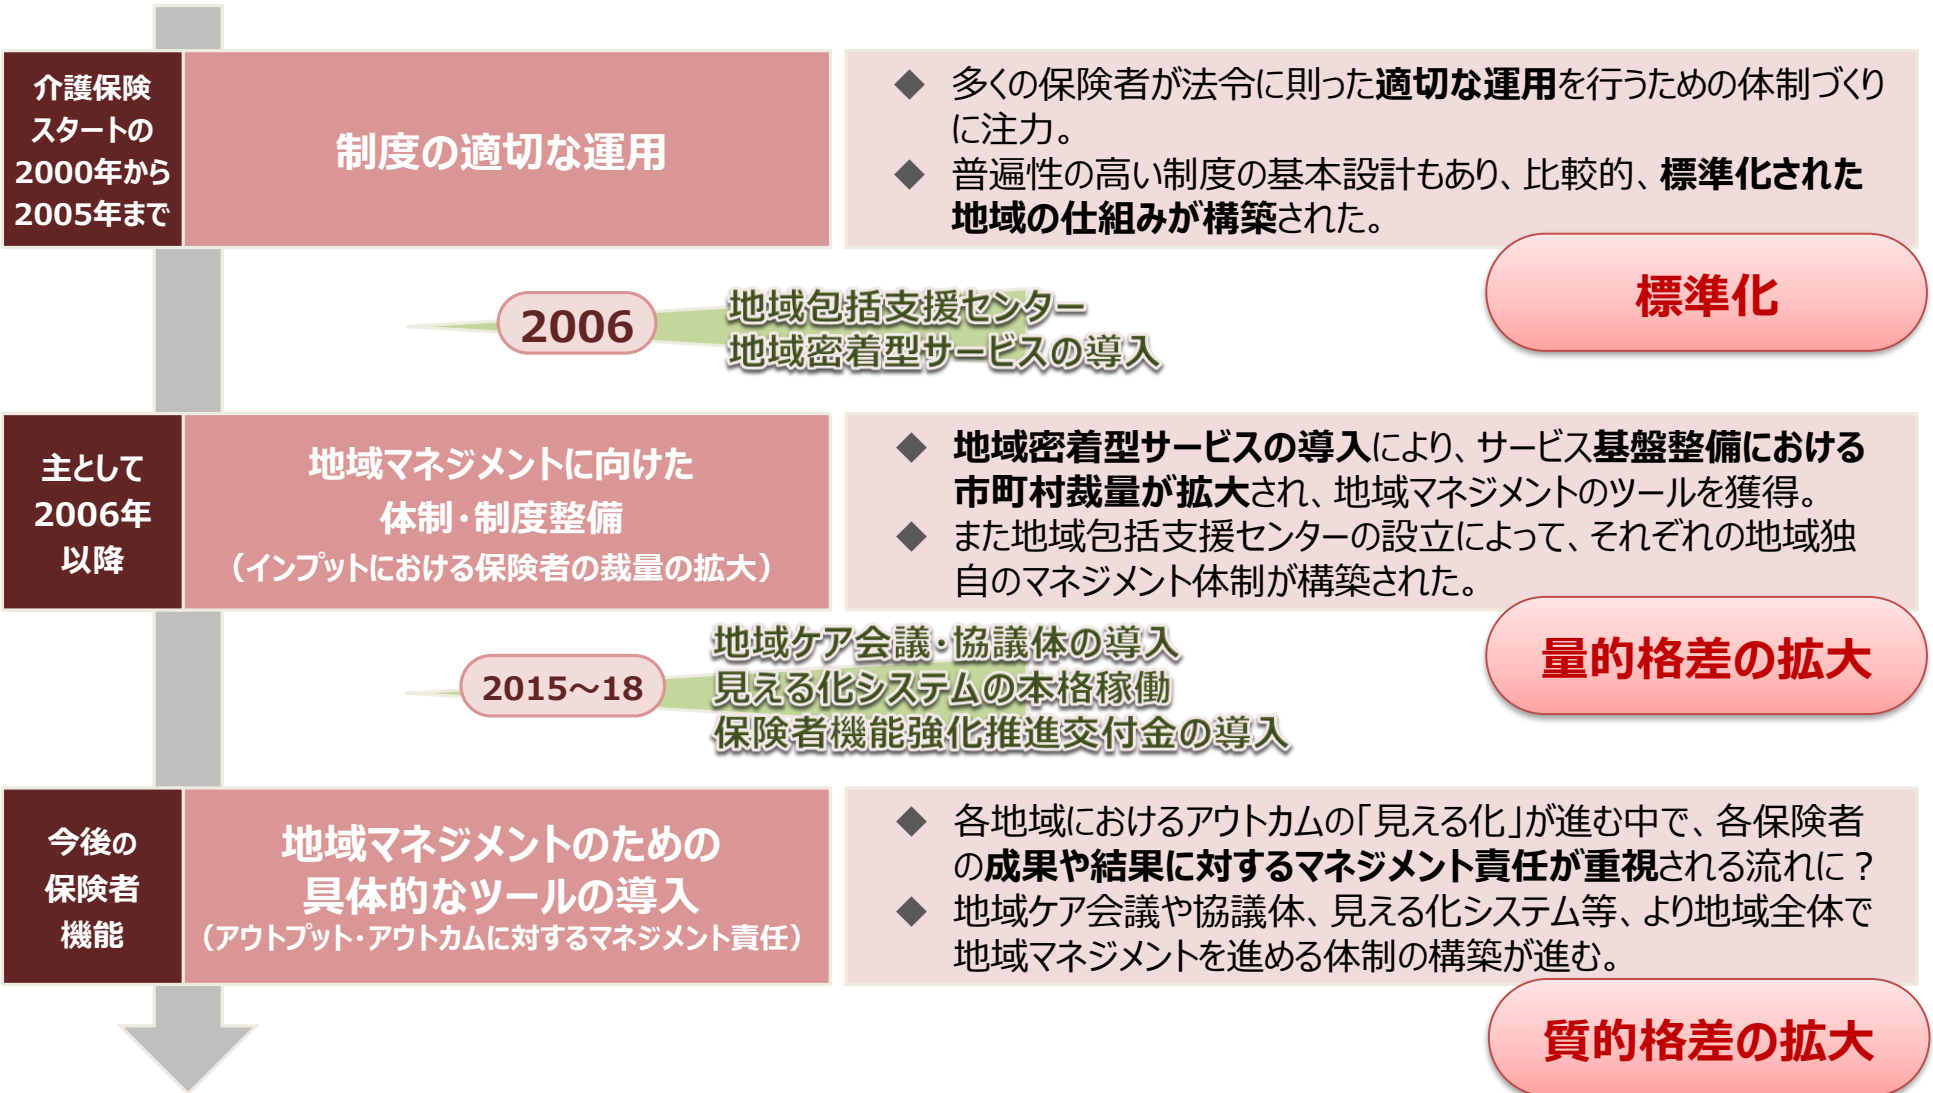 介護保険
スタートの
2000年から
2005年まで
制度の適切な運用
◆ 多くの保険者が法令に則った適切な運用を行うための体制づくり
に注力。
◆ 普遍性の高い制度の基本設計もあり、比較的、標準化された
地域の仕組みが構築された。
標準化
2006
地域包括支援センター
地域密着型サービスの導入
主として
2006年
以降
地域マネジメントに向けた
体制・制度整備
（インプットにおける保険者の裁量の拡大）
◆ 地域密着型サービスの導入により、サービス基盤整備における
市町村裁量が拡大され、地域マネジメントのツールを獲得。
◆ また地域包括支援センターの設立によって、それぞれの地域独
自のマネジメント体制が構築された。
量的格差の拡大
2015～18
地域ケア会議・協議体の導入
見える化システムの本格稼働
保険者機能強化推進交付金の導入
今後の
保険者
機能
地域マネジメントのための
具体的なツールの導入
（アウトプット・アウトカムに対するマネジメント責任）
◆ 各地域におけるアウトカムの「見える化」が進む中で、各保険者
の成果や結果に対するマネジメント責任が重視される流れに？
◆ 地域ケア会議や協議体、見える化システム等、より地域全体で
地域マネジメントを進める体制の構築が進む。
質的格差の拡大